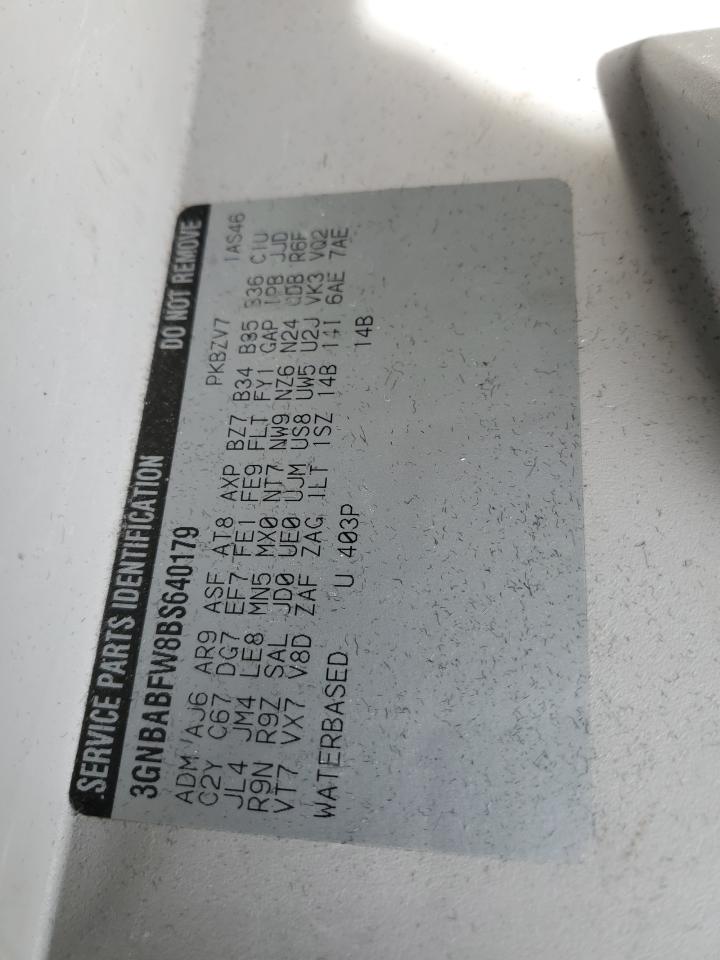 SERVICE PARTS IDENTIFICATION DO NOT REMOVE
3GNBABFW8BS640179 PKBZV7 1AS46
ADM AJ6 AR9 ASF AT8 AXP BZ7 B34 B35 B36 C1U
C2Y C67 DG7 EF7 FE1 FE9 FLT FY1 GAP IPB JJD
JL4 JM4 LE8 MN5 MX0 NT7 NW9 NZ6 N24 QDB R6F
R9N R9Z SAL JD0 UE0 UJM US8 UW5 U2J VK3 VQ2
VT7 VX7 V8D ZAF ZAG 1LT 1SZ 14B 14I 6AE 7AE
WATERBASED U 403P 14B